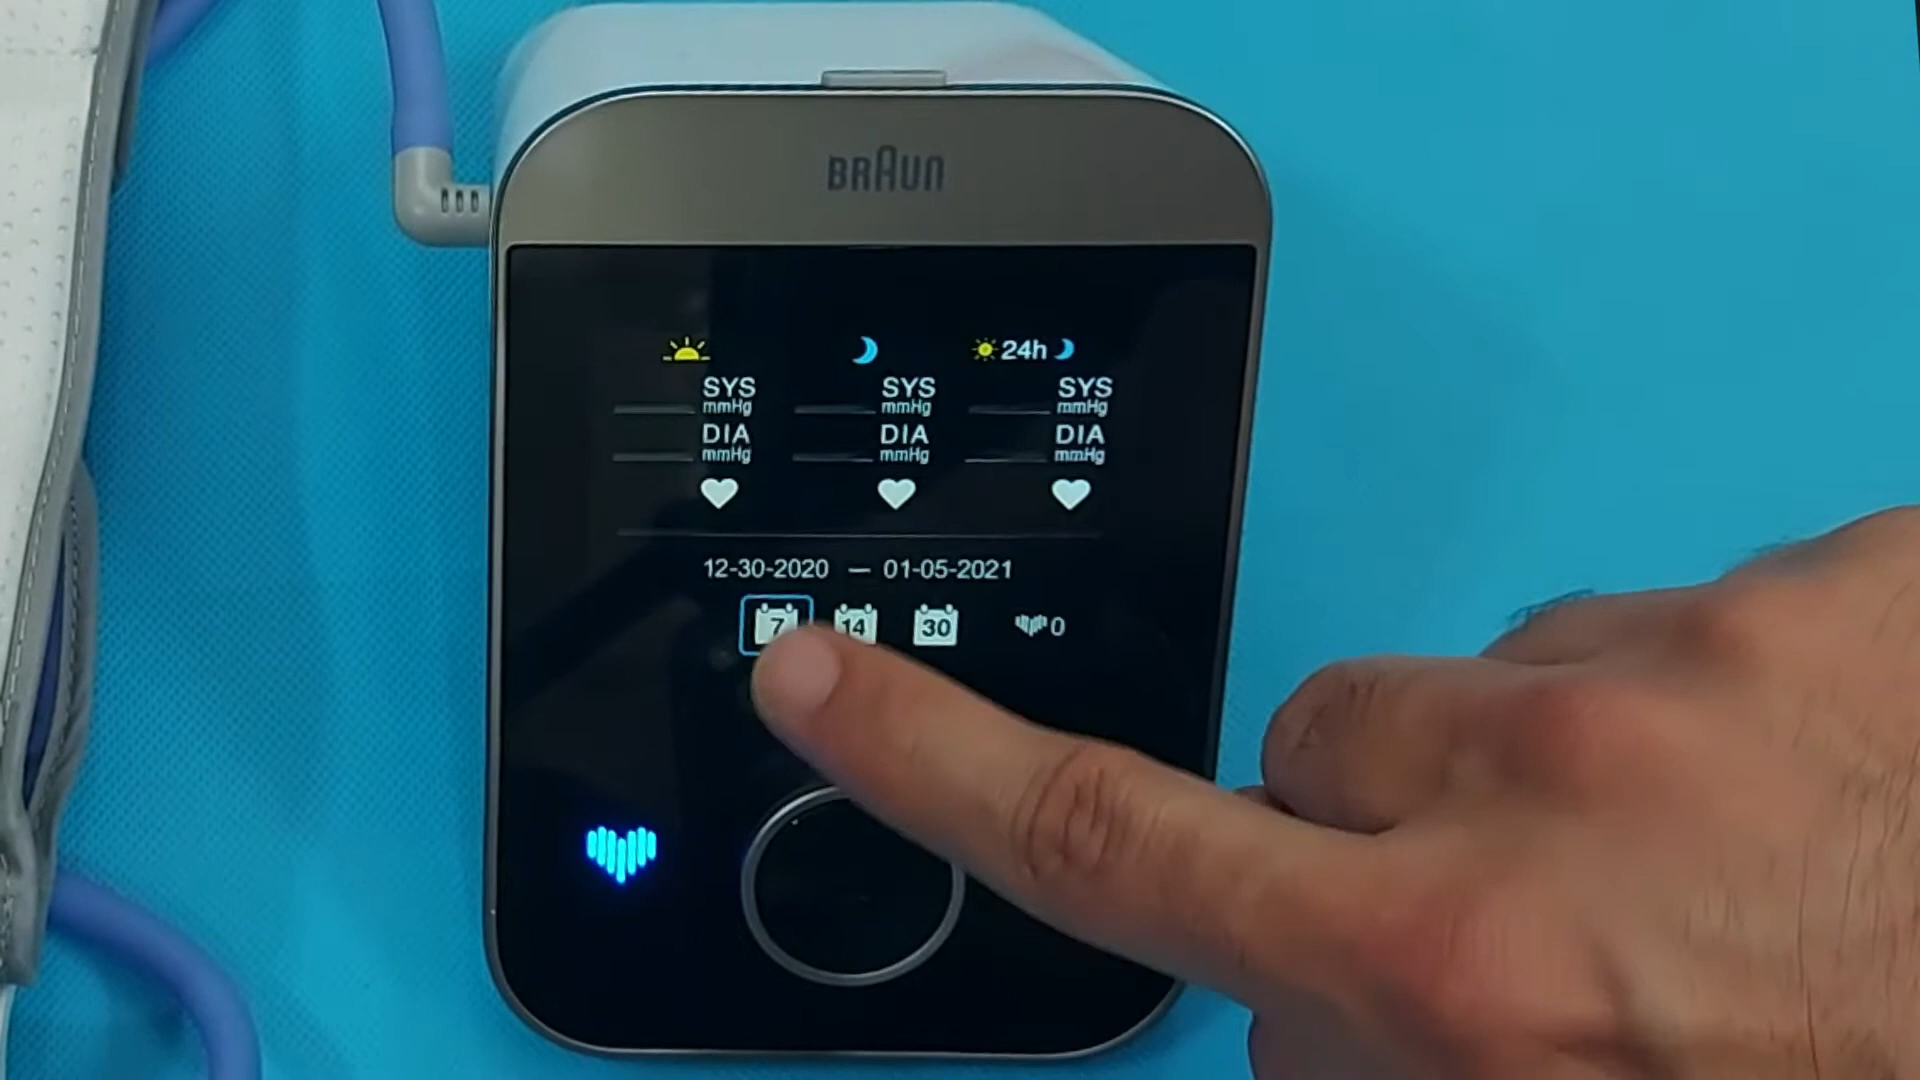 BRAUN
24h
SYS SYS SYS
mmHg mmHg mmHg
DIA DIA DIA
mmHg mmHg mmHg
12-30-2020 — 01-05-2021
7 14 30 0